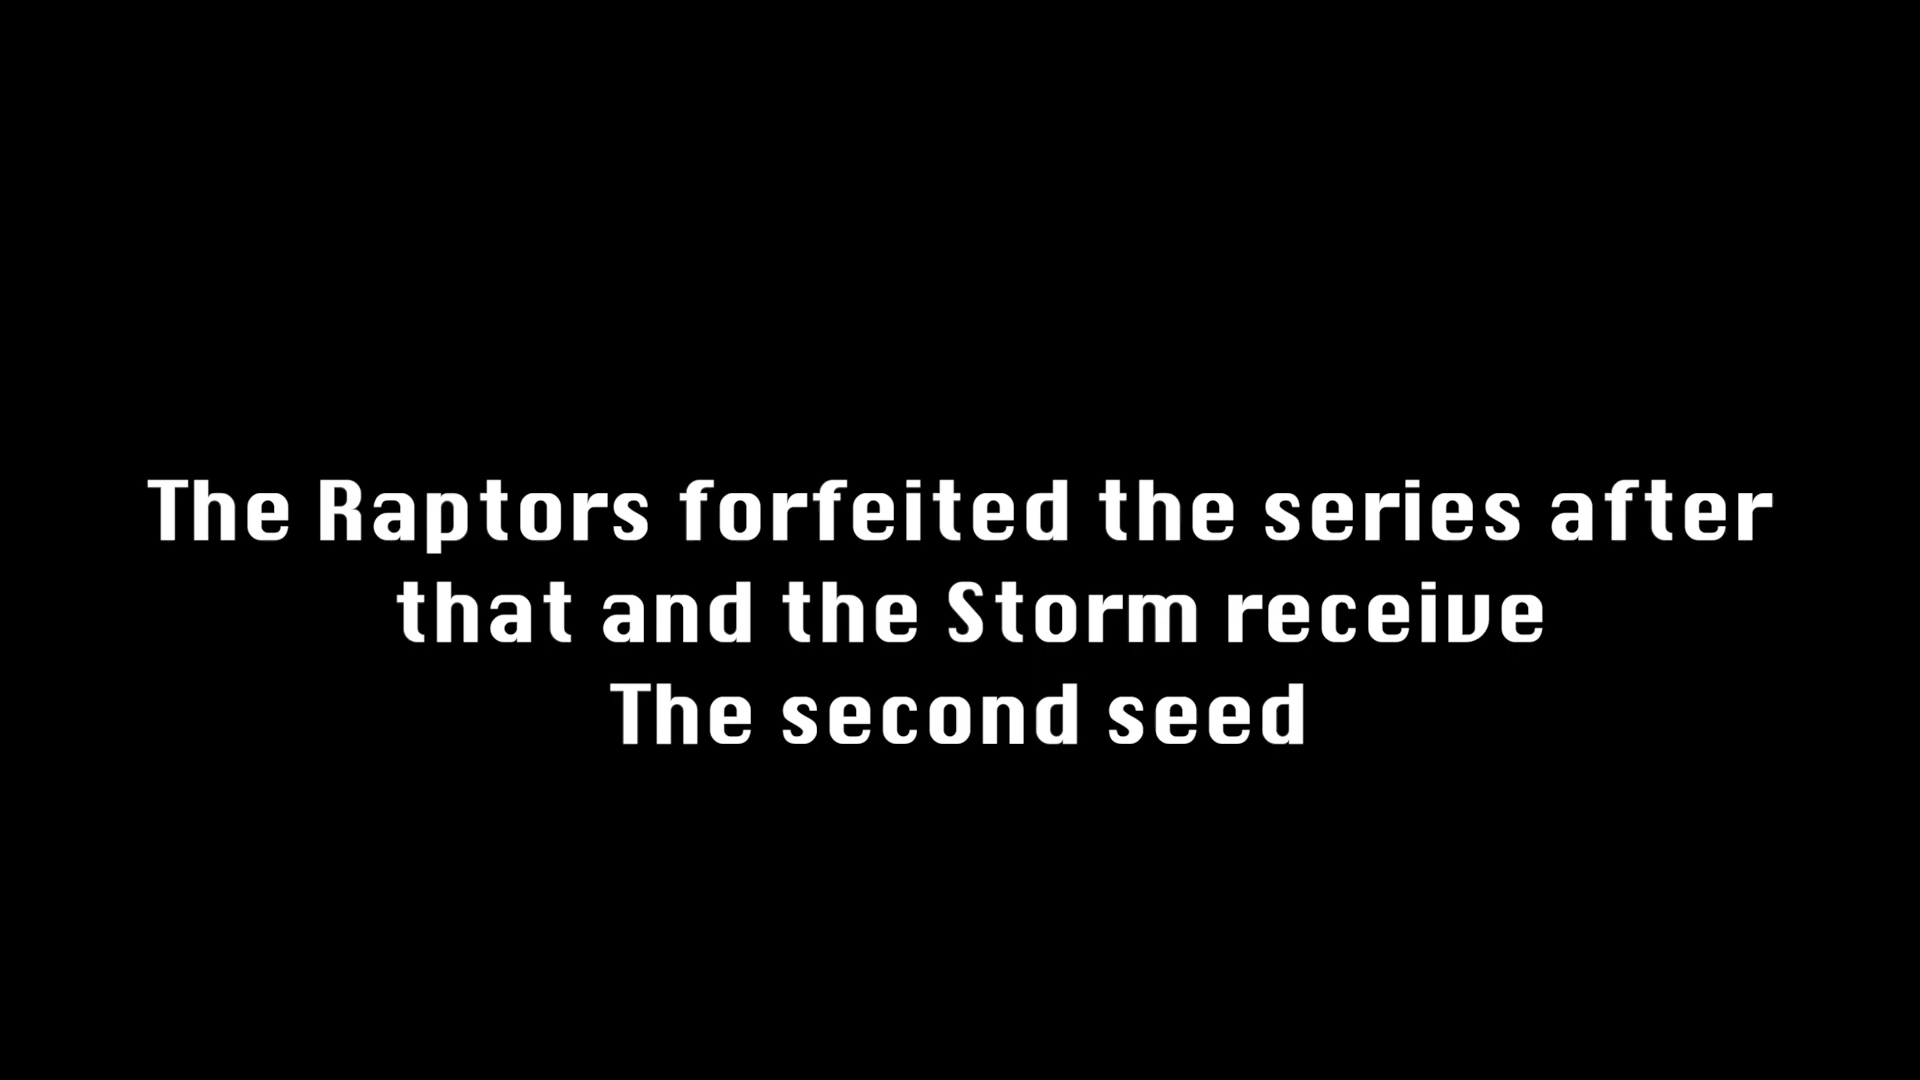 The Raptors forfeited the series after
that and the Storm receive
The second seed